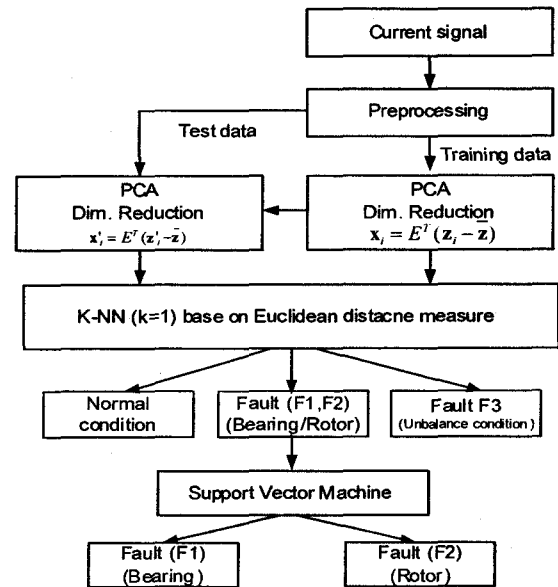 Current signal
Preprocessing
Test data
Training data
PCA
Dim. Reduction
x'ᵢ = Eᵀ(z'ᵢ - z̄)
PCA
Dim. Reduction
xᵢ = Eᵀ(zᵢ - z̄)
K-NN (k=1) base on Euclidean distacne measure
Normal
condition
Fault (F1,F2)
(Bearing/Rotor)
Fault F3
(Unbalance condition)
Support Vector Machine
Fault (F1)
(Bearing)
Fault (F2)
(Rotor)